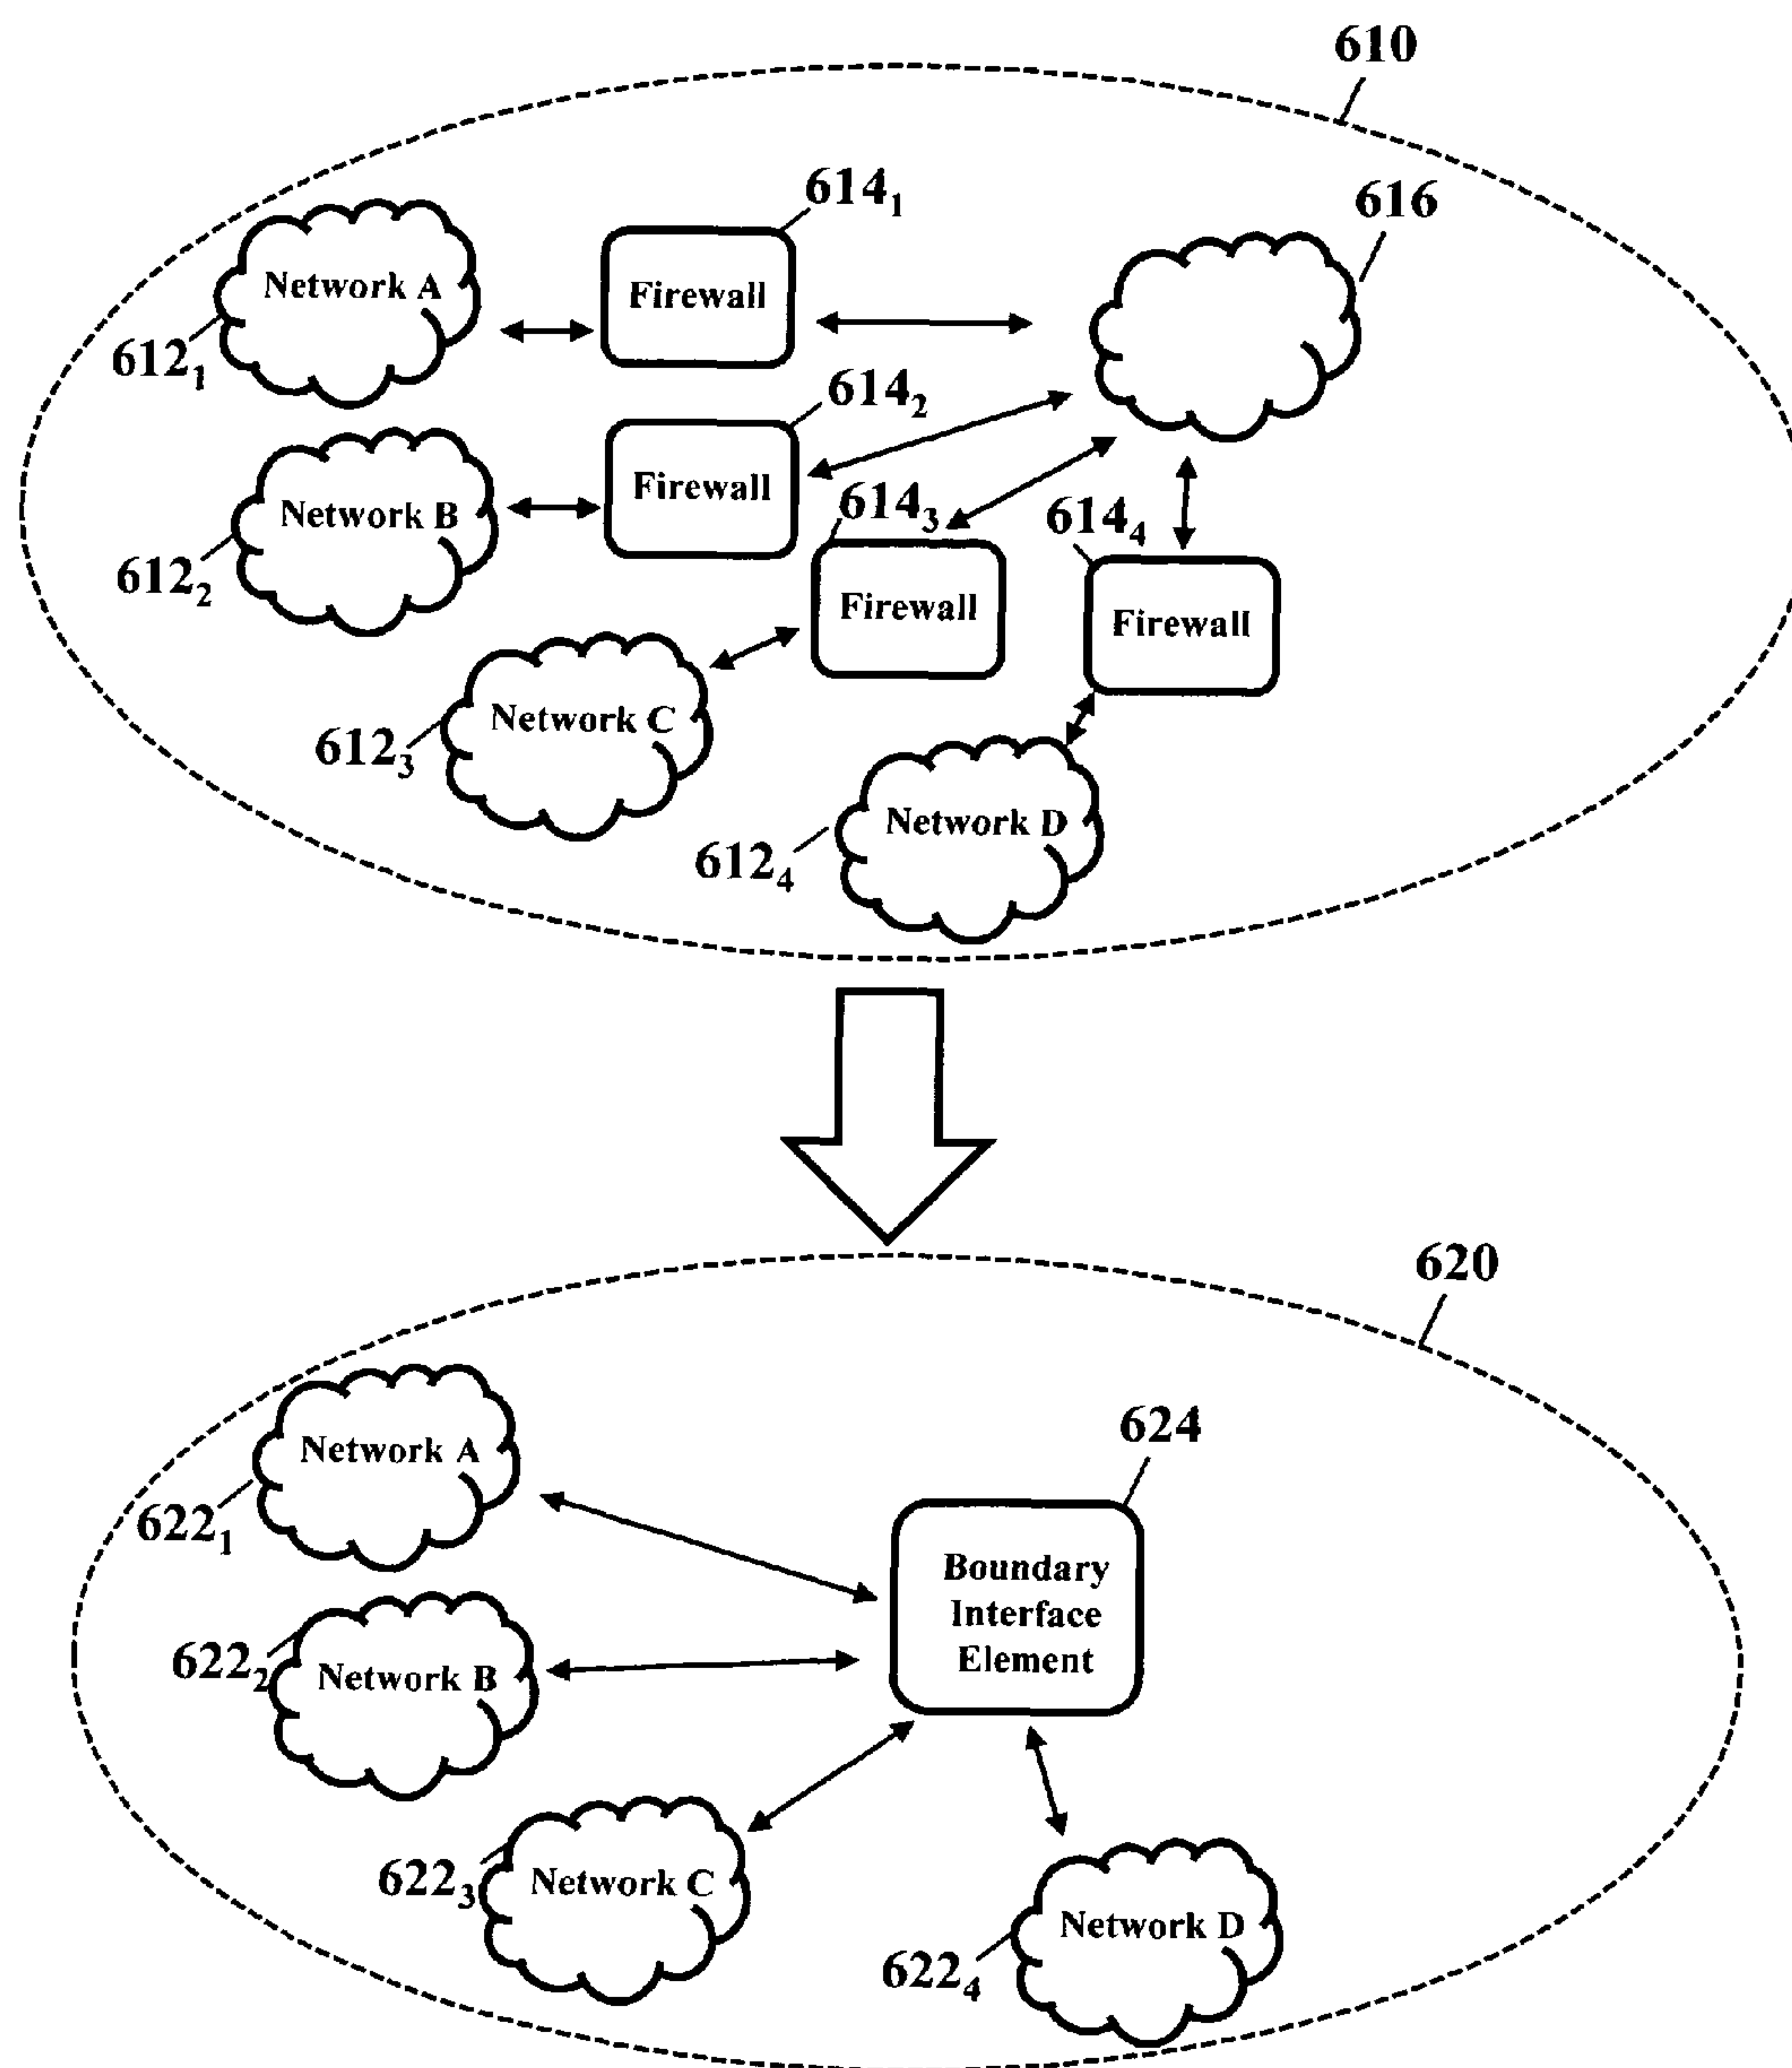 610
614₁
616
Network A
Firewall
612₁
614₂
Firewall
Network B
614₃
614₄
612₂
Firewall
Firewall
Network C
612₃
Network D
612₄
620
624
Network A
622₁
Boundary
Interface
Element
622₂
Network B
622₃
Network C
Network D
622₄